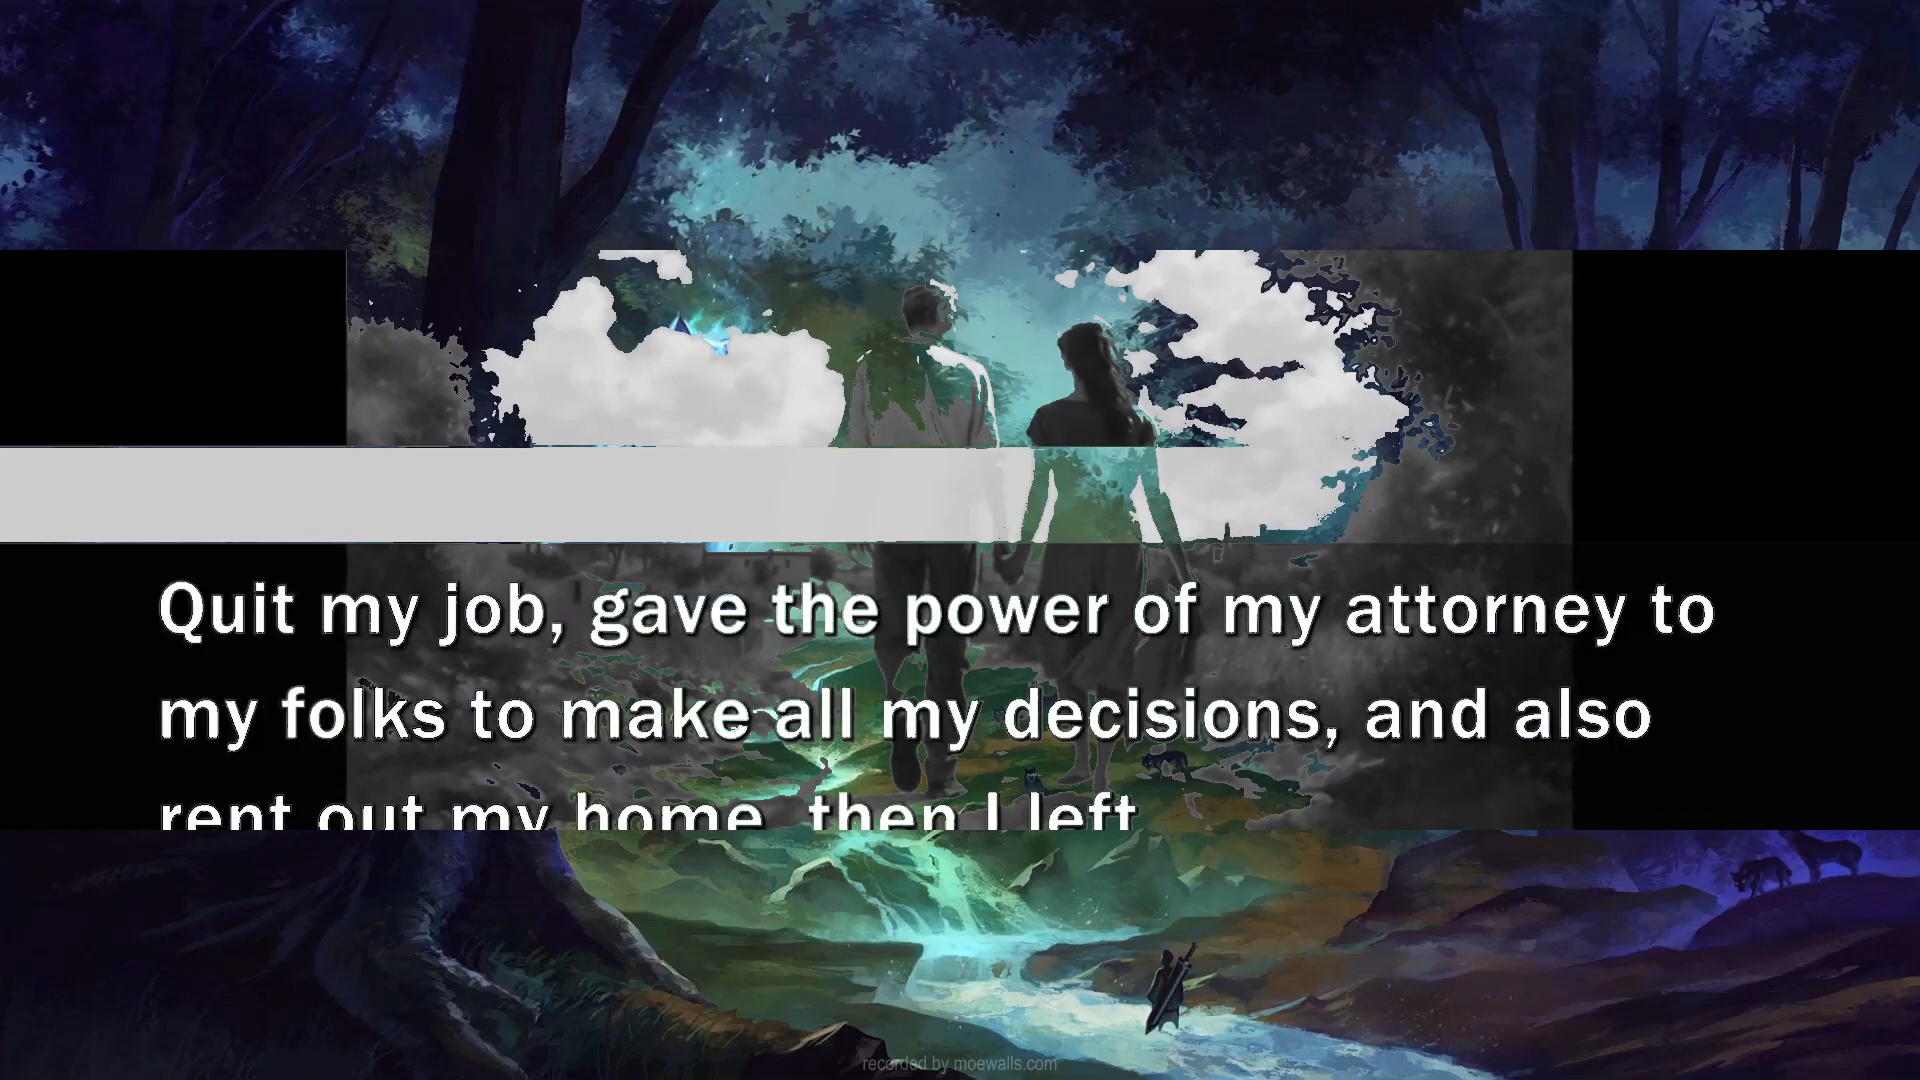 Quit my job, gave the power of my attorney to
my folks to make all my decisions, and also
rent out my home, then I left
recorded by moewalls.com